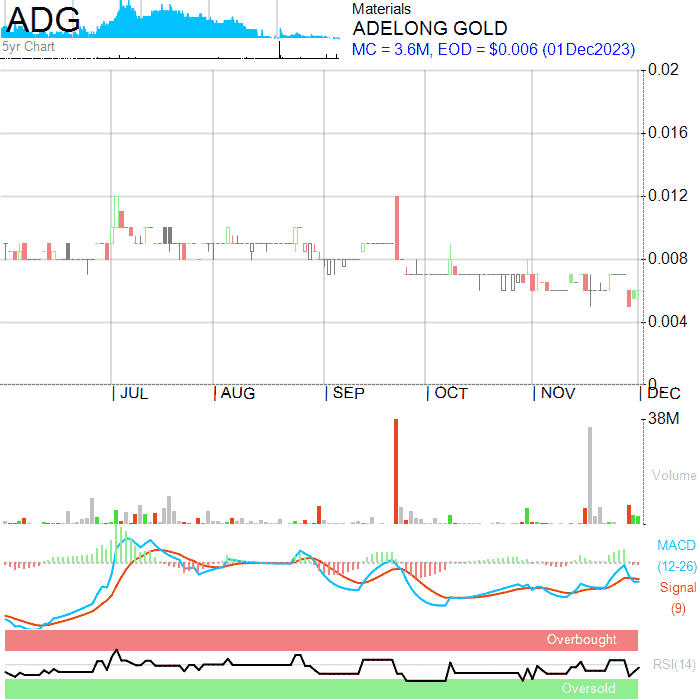 ADG
5yr Chart
Materials
ADELONG GOLD
MC = 3.6M, EOD = $0.006 (01Dec2023)
0.02
0.016
0.012
0.008
0.004
0
JUL AUG SEP OCT NOV DEC
38M
Volume
MACD
(12-26)
Signal
(9)
Overbought
RSI(14)
Oversold